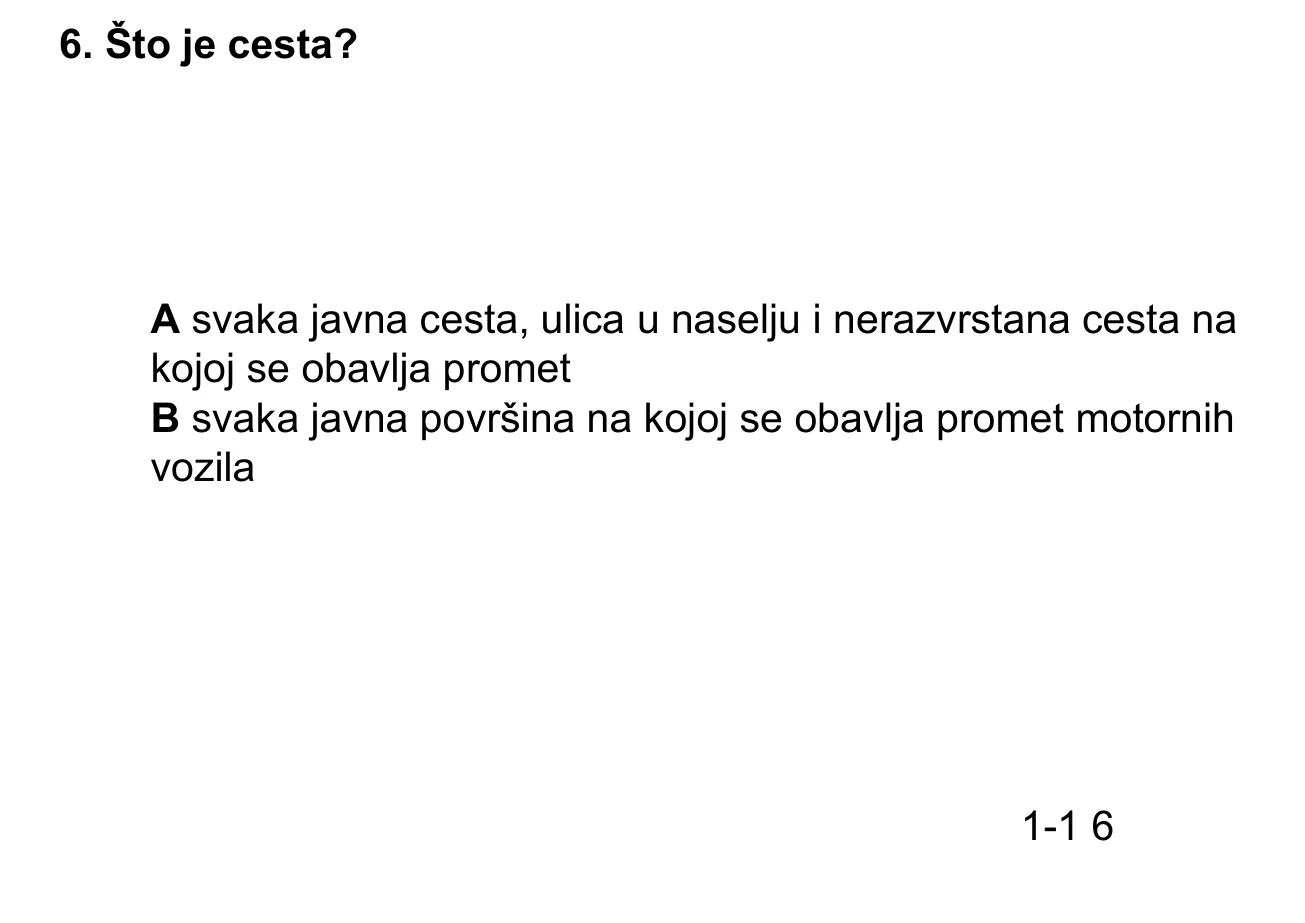 6. Što je cesta?
A svaka javna cesta, ulica u naselju i nerazvrstana cesta na
kojoj se obavlja promet
B svaka javna površina na kojoj se obavlja promet motornih
vozila
1-1 6